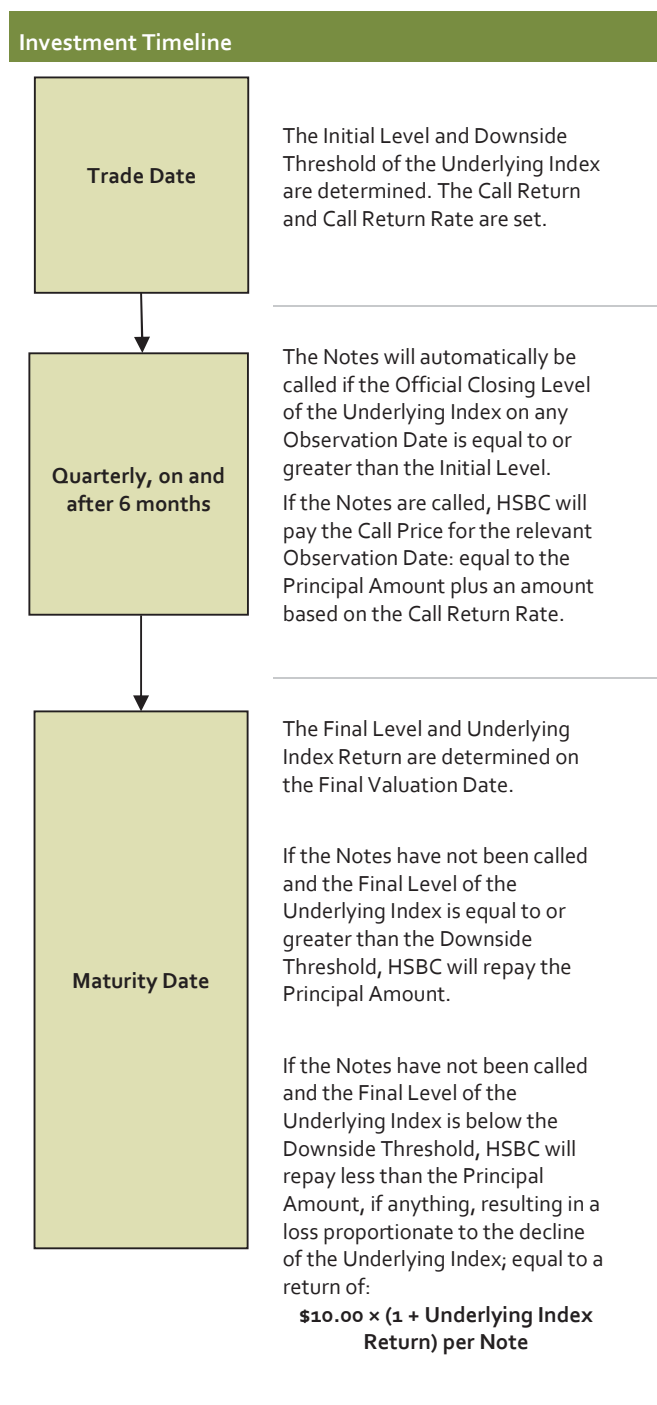 Investment Timeline
Trade Date
The Initial Level and Downside
Threshold of the Underlying Index
are determined. The Call Return
and Call Return Rate are set.
Quarterly, on and
after 6 months
The Notes will automatically be
called if the Official Closing Level
of the Underlying Index on any
Observation Date is equal to or
greater than the Initial Level.
If the Notes are called, HSBC will
pay the Call Price for the relevant
Observation Date: equal to the
Principal Amount plus an amount
based on the Call Return Rate.
Maturity Date
The Final Level and Underlying
Index Return are determined on
the Final Valuation Date.
If the Notes have not been called
and the Final Level of the
Underlying Index is equal to or
greater than the Downside
Threshold, HSBC will repay the
Principal Amount.
If the Notes have not been called
and the Final Level of the
Underlying Index is below the
Downside Threshold, HSBC will
repay less than the Principal
Amount, if anything, resulting in a
loss proportionate to the decline
of the Underlying Index; equal to a
return of:
$10.00 × (1 + Underlying Index
Return) per Note